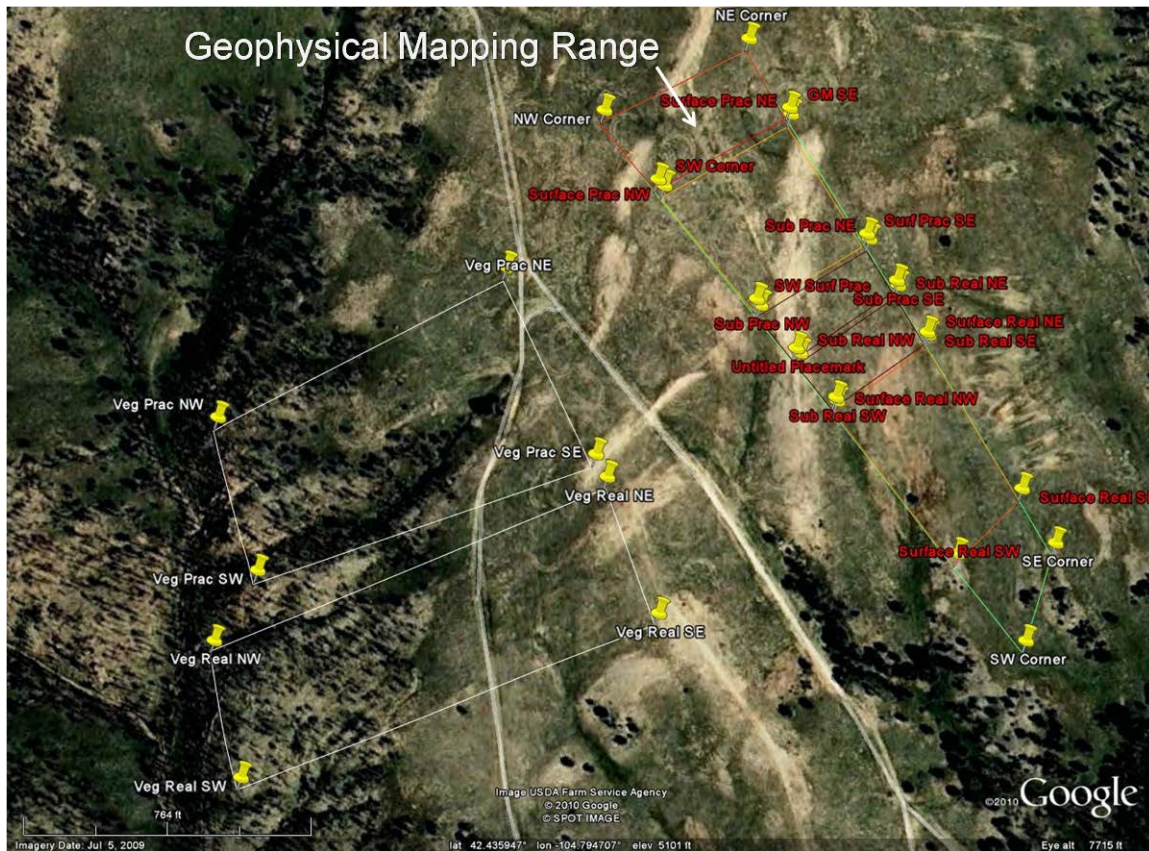 NE Corner
Geophysical Mapping Range
Surface Prac NE
GM SE
NW Corner
SW Corner
Surface Prac NW
Sub Prac NE
Surf Prac SE
Veg Prac NE
SW Surf Prac
Sub Real NE
Sub Prac SE
Sub Prac NW
Surface Real NE
Sub Real NW
Sub Real SE
Untitled Placemark
Surface Real NW
Veg Prac NW
Sub Real SW
Veg Prac SE
Veg Real NE
Surface Real SE
Surface Real SW
SE Corner
Veg Prac SW
Veg Real SE
Veg Real NW
SW Corner
Veg Real SW
Image USDA Farm Service Agency
© 2010 Google
© SPOT IMAGE
©2010 Google
764 ft
Imagery Date: Jul 5, 2009
lat 42.435947° lon -104.794707° elev 5101 ft
Eye alt 7715 ft